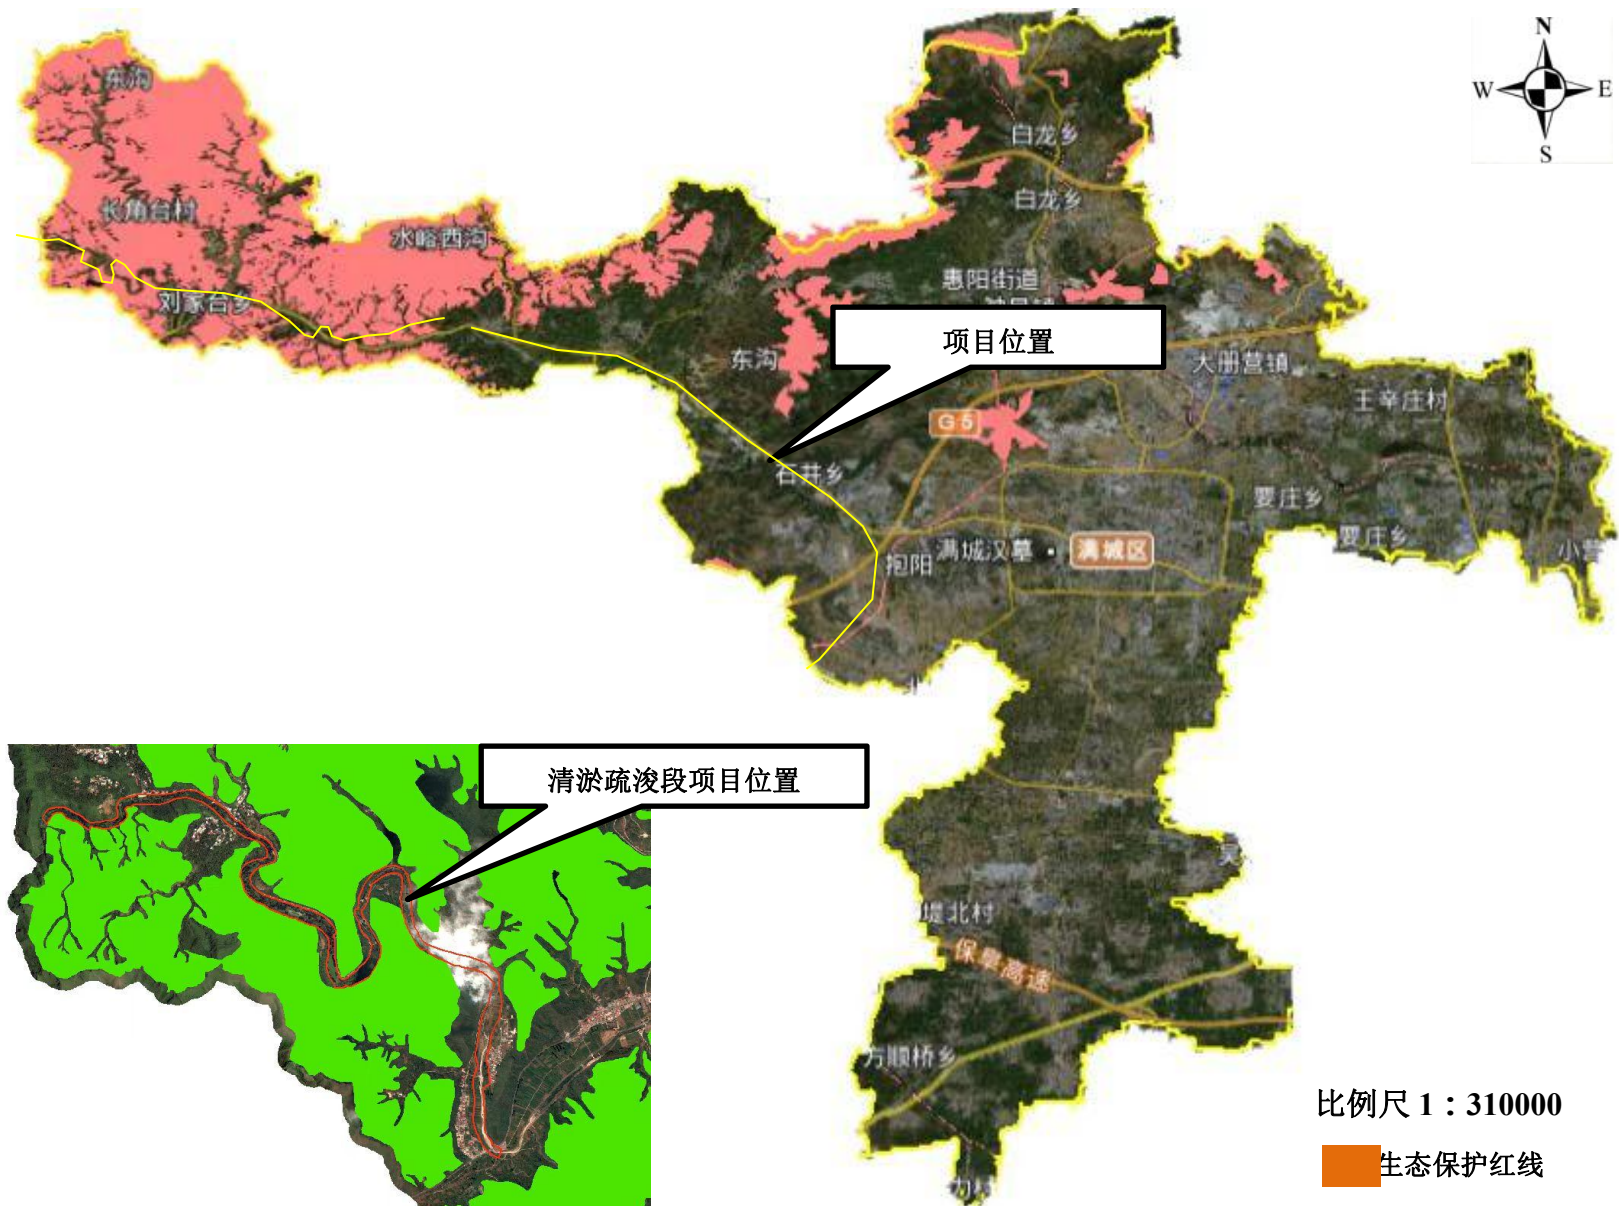 N
W
E
S
东沟
长角台村
水峪西沟
刘家台乡
白龙乡
白龙乡
惠阳街道
项目位置
东沟
大册营镇
王辛庄村
G5
石井乡
要庄乡
要庄乡
小营
抱阳
满城汉墓
满城区
清淤疏浚段项目位置
堤北村
保阜高速
方顺桥乡
比例尺 1：310000
生态保护红线